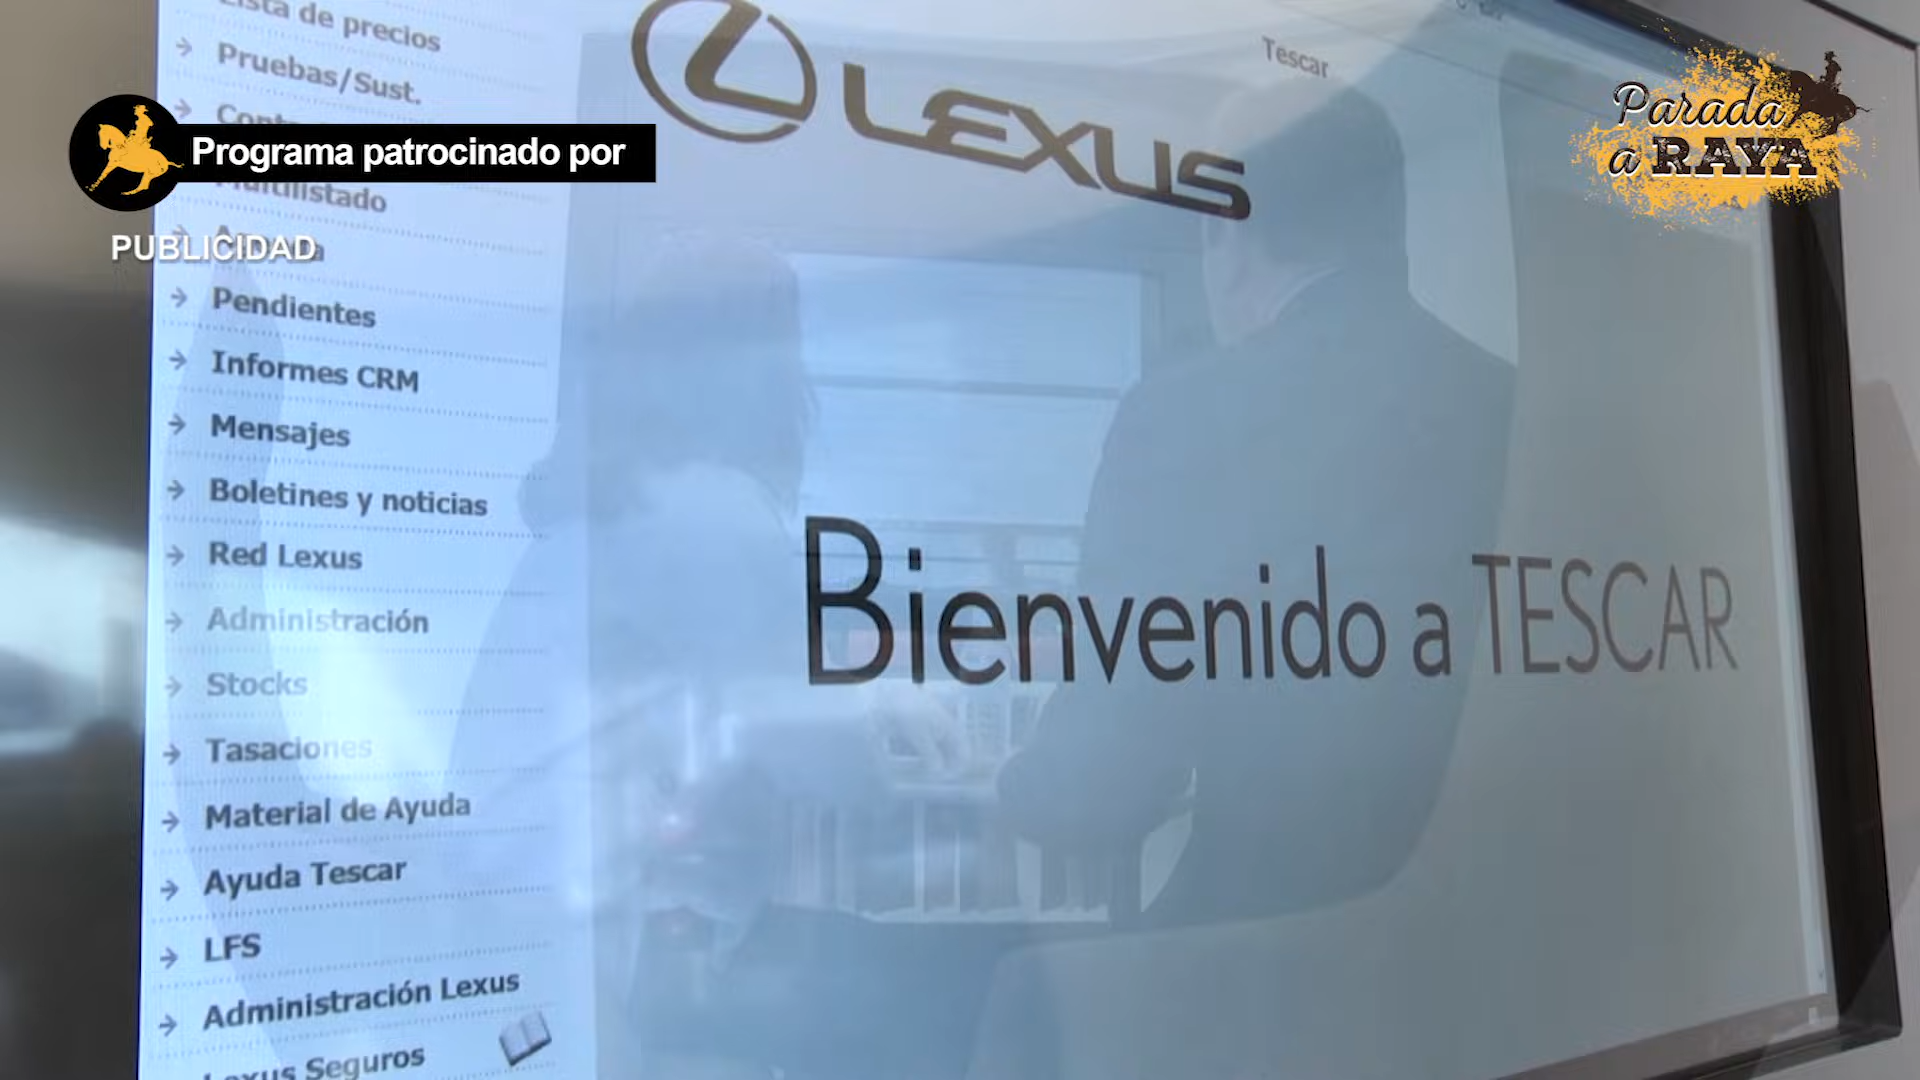 Lista de precios
Pruebas/Sust.
Programa patrocinado por
Multilistado
PUBLICIDAD
Pendientes
Informes CRM
Mensajes
Boletines y noticias
Red Lexus
Administración
Stocks
Tasaciones
Material de Ayuda
Ayuda Tescar
LFS
Administración Lexus
Lexus Seguros
LEXUS
Tescar
Bienvenido a TESCAR
Parada
a RAYA